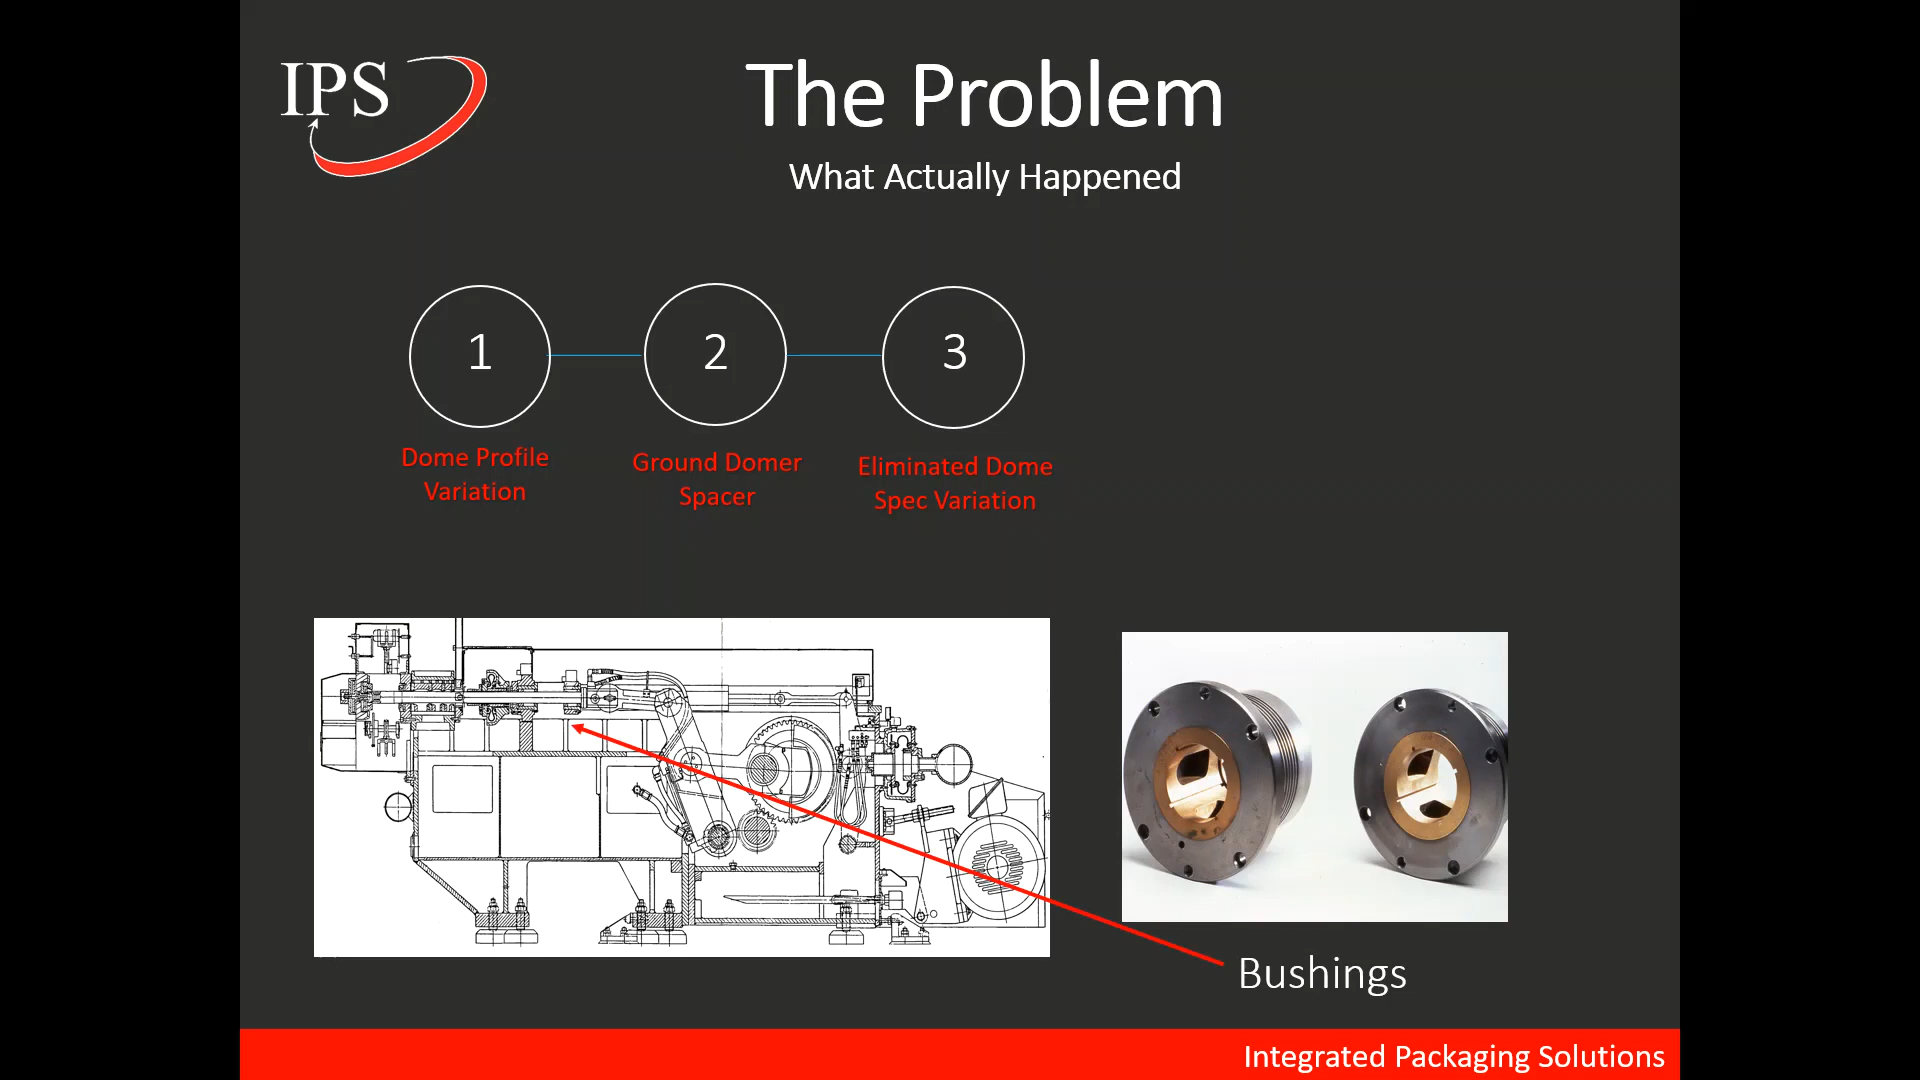 IPS
The Problem
What Actually Happened
1
2
3
Dome Profile
Variation
Ground Domer
Spacer
Eliminated Dome
Spec Variation
Bushings
Integrated Packaging Solutions